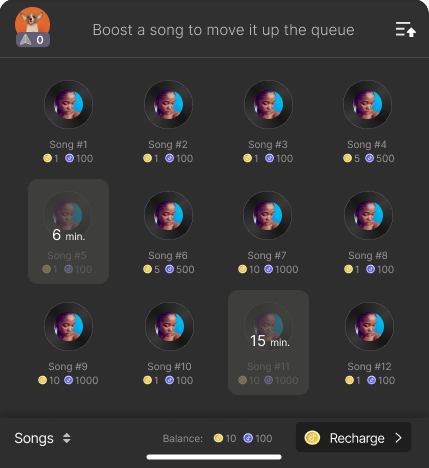 Boost a song to move it up the queue
0
Song #1 Song #2 Song #3 Song #4
1 100 1 100 1 100 5 500
6 min.
Song #5 Song #6 Song #7 Song #8
1 100 5 500 10 1000 1 100
15 min.
Song #9 Song #10 Song #11 Song #12
10 1000 1 100 10 1000 1 100
Songs Balance: 10 100 Recharge